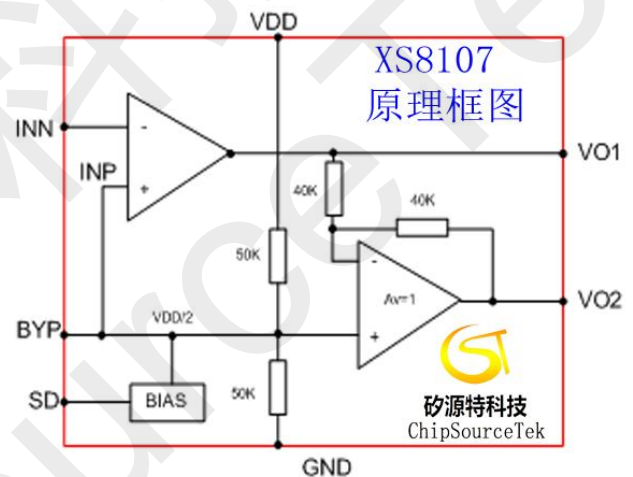 VDD
XS8107
原理框图
INN
-
INP
+
VO1
40K
40K
50K
-
Av=1
+
VO2
BYP
VDD/2
SD
BIAS
50K
矽源特科技
ChipSourceTek
GND